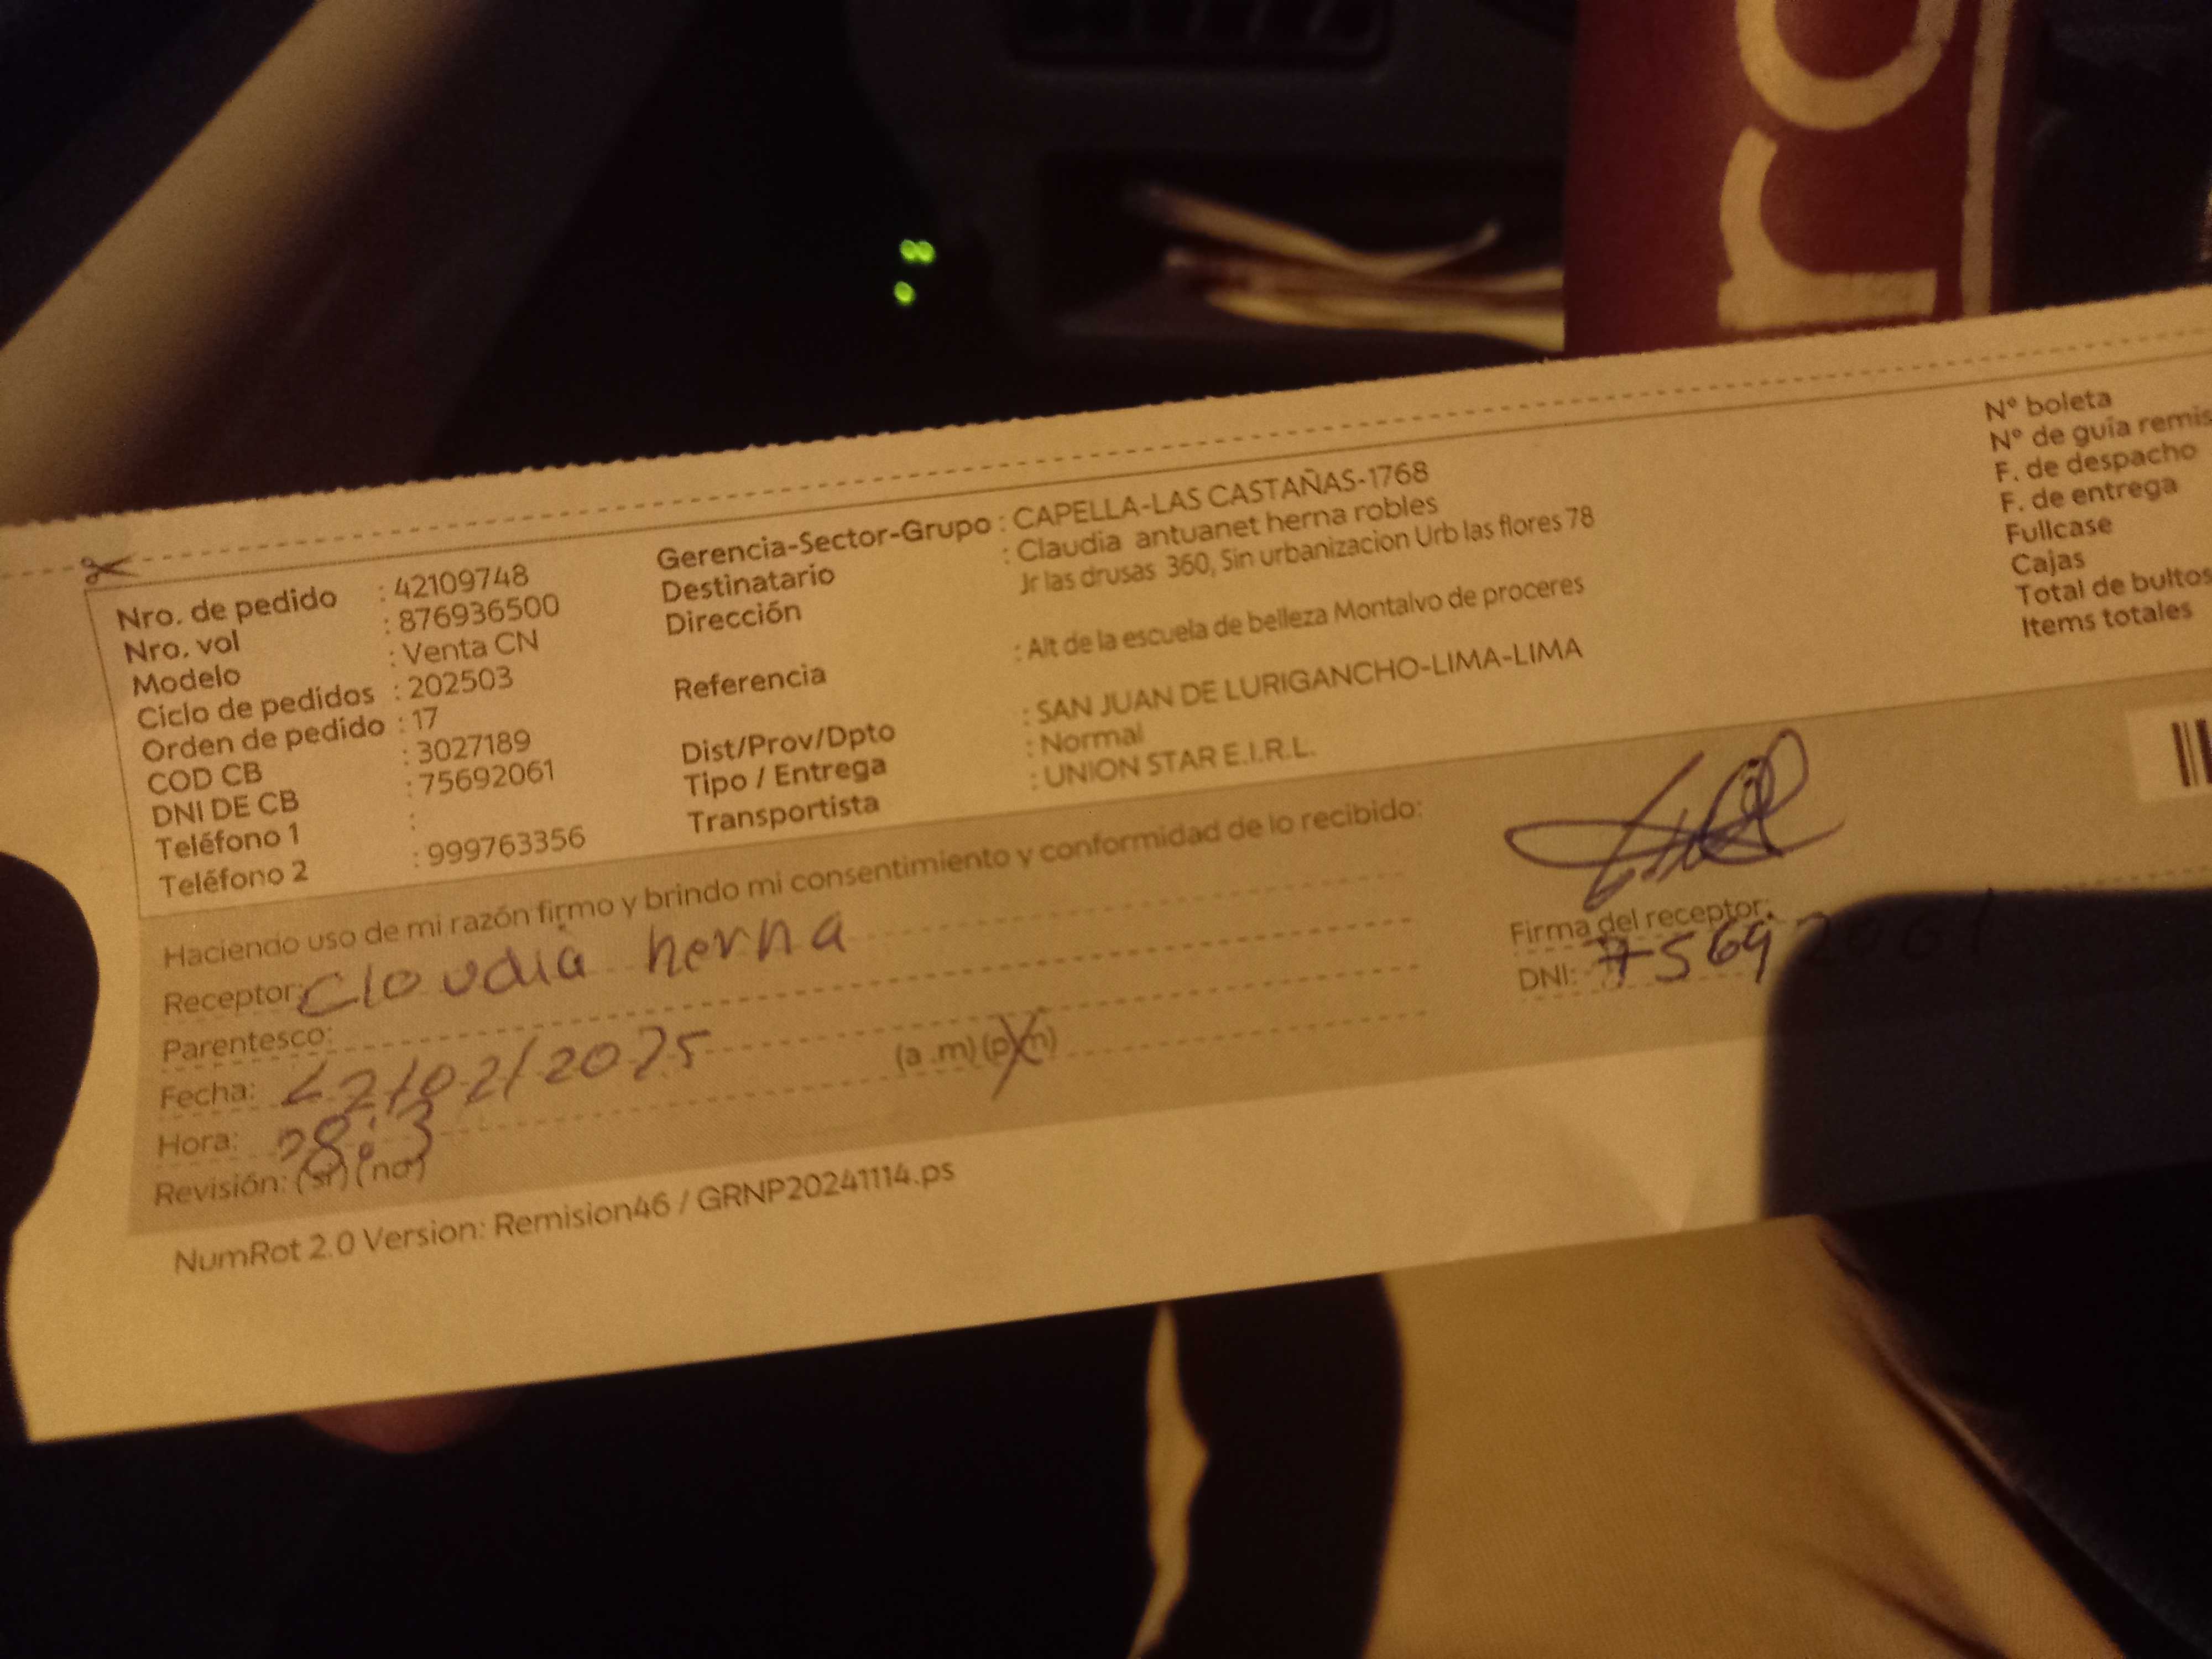 Nro. de pedido : 42109748
Nro. vol : 876936500
Modelo : Venta CN
Ciclo de pedidos : 202503
Orden de pedido : 17
COD CB : 3027189
DNI DE CB : 75692061
Teléfono 1 :
Teléfono 2 : 999763356
Gerencia-Sector-Grupo : CAPELLA-LAS CASTAÑAS-1768
Destinatario : Claudia antuanet herna robles
Dirección Jr las drusas 360, Sin urbanizacion Urb las flores 78
Referencia : Alt de la escuela de belleza Montalvo de proceres
Dist/Prov/Dpto : SAN JUAN DE LURIGANCHO-LIMA-LIMA
Tipo / Entrega : Normal
Transportista : UNION STAR E.I.R.L.
N° boleta
N° de guía remis
F. de despacho
F. de entrega
Fullcase
Cajas
Total de bultos
Items totales
Haciendo uso de mi razón firmo y brindo mi consentimiento y conformidad de lo recibido:
Receptor: Cloudia herna
Parentesco:
Fecha: /02/2025
Hora: (a .m) (p.m)
Revisión: (si) (no)
Firma del receptor:
DNI: 75692061
NumRot 2.0 Version: Remision46 / GRNP20241114.ps